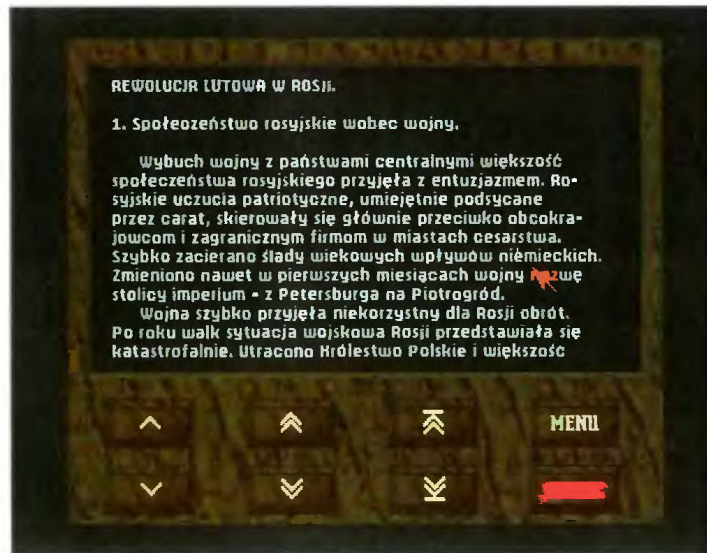 REWOLUCJA LUTOWA W ROSJI.
1. Społeczeństwo rosyjskie wobec wojny.
Wybuch wojny z państwami centralnymi większość
społeczeństwa rosyjskiego przyjęła z entuzjazmem. Ro-
syjskie uczucia patriotyczne, umiejętnie podsycane
przez carat, skierowały się głównie przeciwko obcokra-
jowcom i zagranicznym firmom w miastach cesarstwa.
Szybko zacierano ślady wiekowych wpływów niemieckich.
Zmieniono nawet w pierwszych miesiącach wojny nazwę
stolicy imperium - z Petersburga na Piotrogród.
Wojna szybko przyjęła niekorzystny dla Rosji obrót.
Po roku walk sytuacja wojskowa Rosji przedstawiała się
katastrofalnie. Utracono Królestwo Polskie i większość
MENU